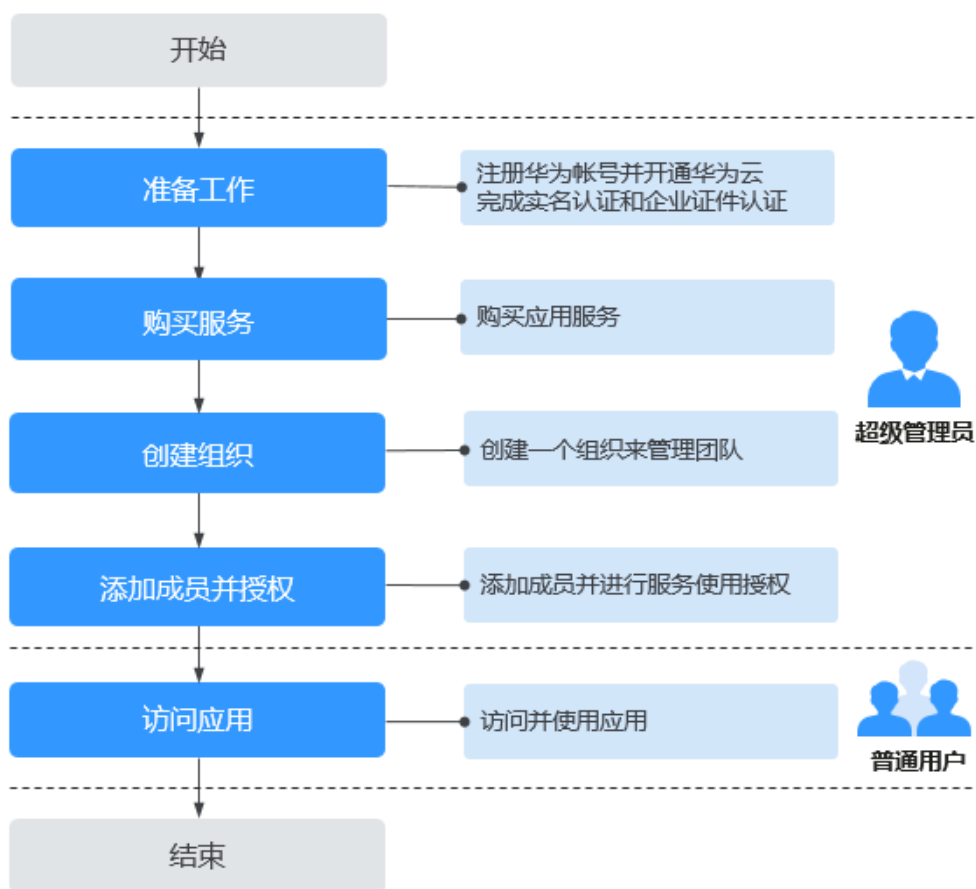 开始
准备工作
注册华为帐号并开通华为云
完成实名认证和企业证件认证
购买服务
购买应用服务
超级管理员
创建组织
创建一个组织来管理团队
添加成员并授权
添加成员并进行服务使用授权
访问应用
访问并使用应用
普通用户
结束